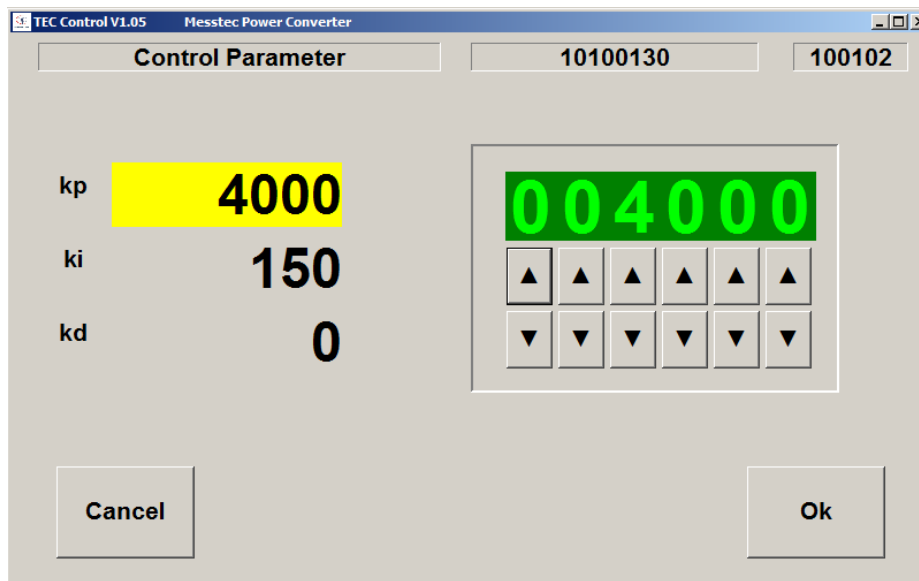 TEC Control V1.05 Messtec Power Converter
Control Parameter 10100130 100102
kp 4000 004000
ki 150
▲ ▲ ▲ ▲ ▲ ▲
kd 0
▼ ▼ ▼ ▼ ▼ ▼
Cancel Ok